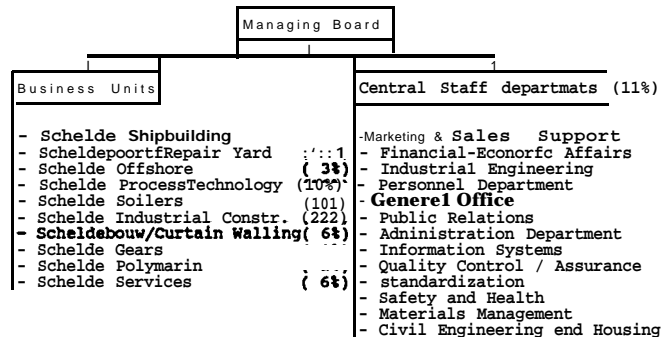 Managing Board
Business Units
- Schelde Shipbuilding
- ScheldepoortfRepair Yard
- Schelde Offshore ( 3%)
- Schelde ProcessTechnology (10%)
- Schelde Soilers (101)
- Schelde Industrial Constr. (222)
- Scheldebouw/Curtain Walling( 6%)
- Schelde Gears
- Schelde Polymarin
- Schelde Services ( 6%)
Central Staff departmats (11%)
-Marketing & Sales Support
- Financial-Econorfc Affairs
- Industrial Engineering
- Personnel Department
- Genere1 Office
- Public Relations
- Adninistration Department
- Information Systems
- Quality Control / Assurance
- standardization
- Safety and Health
- Materials Management
- Civil Engineering end Housing